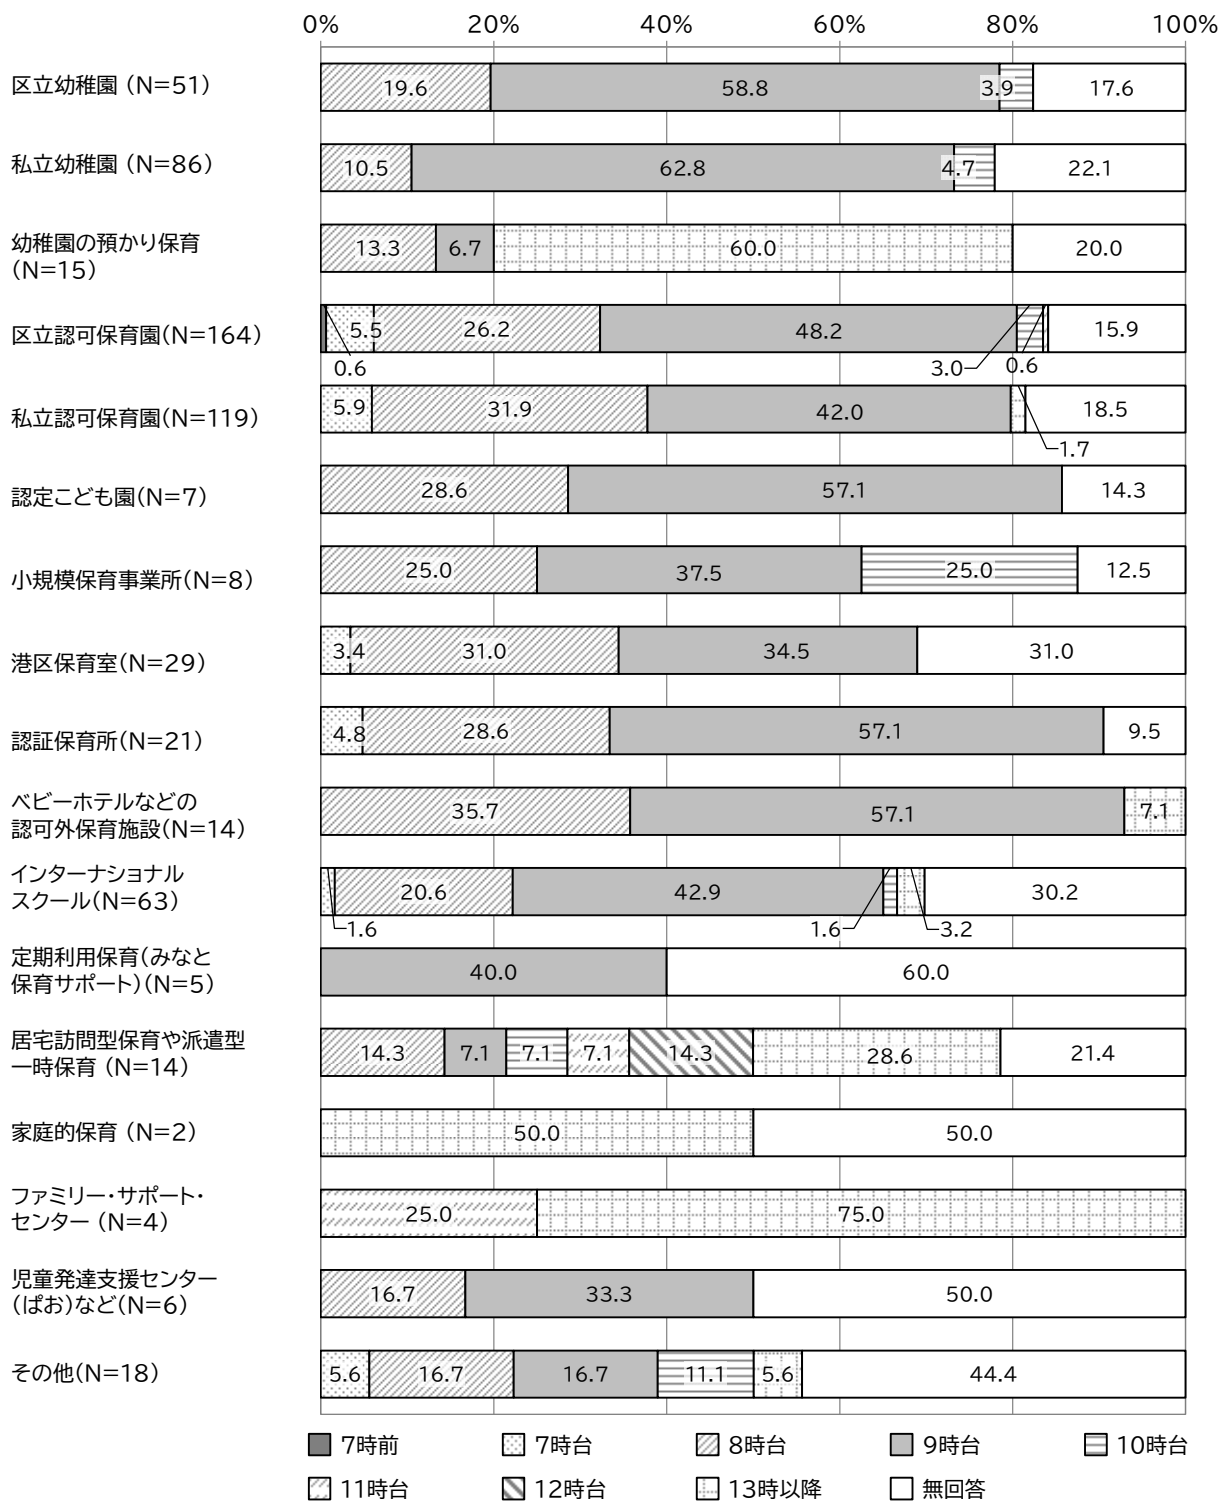 0% 20% 40% 60% 80% 100%
区立幼稚園 (N=51) 19.6 58.8 3.9 17.6
私立幼稚園 (N=86) 10.5 62.8 4.7 22.1
幼稚園の預かり保育
(N=15) 13.3 6.7 60.0 20.0
区立認可保育園(N=164) 5.5 26.2 48.2 15.9
0.6 3.0 0.6
私立認可保育園(N=119) 5.9 31.9 42.0 18.5
1.7
認定こども園(N=7) 28.6 57.1 14.3
小規模保育事業所(N=8) 25.0 37.5 25.0 12.5
港区保育室(N=29) 3.4 31.0 34.5 31.0
認証保育所(N=21) 4.8 28.6 57.1 9.5
ベビーホテルなどの
認可外保育施設(N=14) 35.7 57.1 7.1
インターナショナル
スクール(N=63) 20.6 42.9 30.2
1.6 1.6 3.2
定期利用保育(みなと
保育サポート)(N=5) 40.0 60.0
居宅訪問型保育や派遣型
一時保育 (N=14) 14.3 7.1 7.1 7.1 14.3 28.6 21.4
家庭的保育 (N=2) 50.0 50.0
ファミリー・サポート・
センター (N=4) 25.0 75.0
児童発達支援センター
(ぱお)など(N=6) 16.7 33.3 50.0
その他(N=18) 5.6 16.7 16.7 11.1 5.6 44.4
7時前 7時台 8時台 9時台 10時台
11時台 12時台 13時以降 無回答